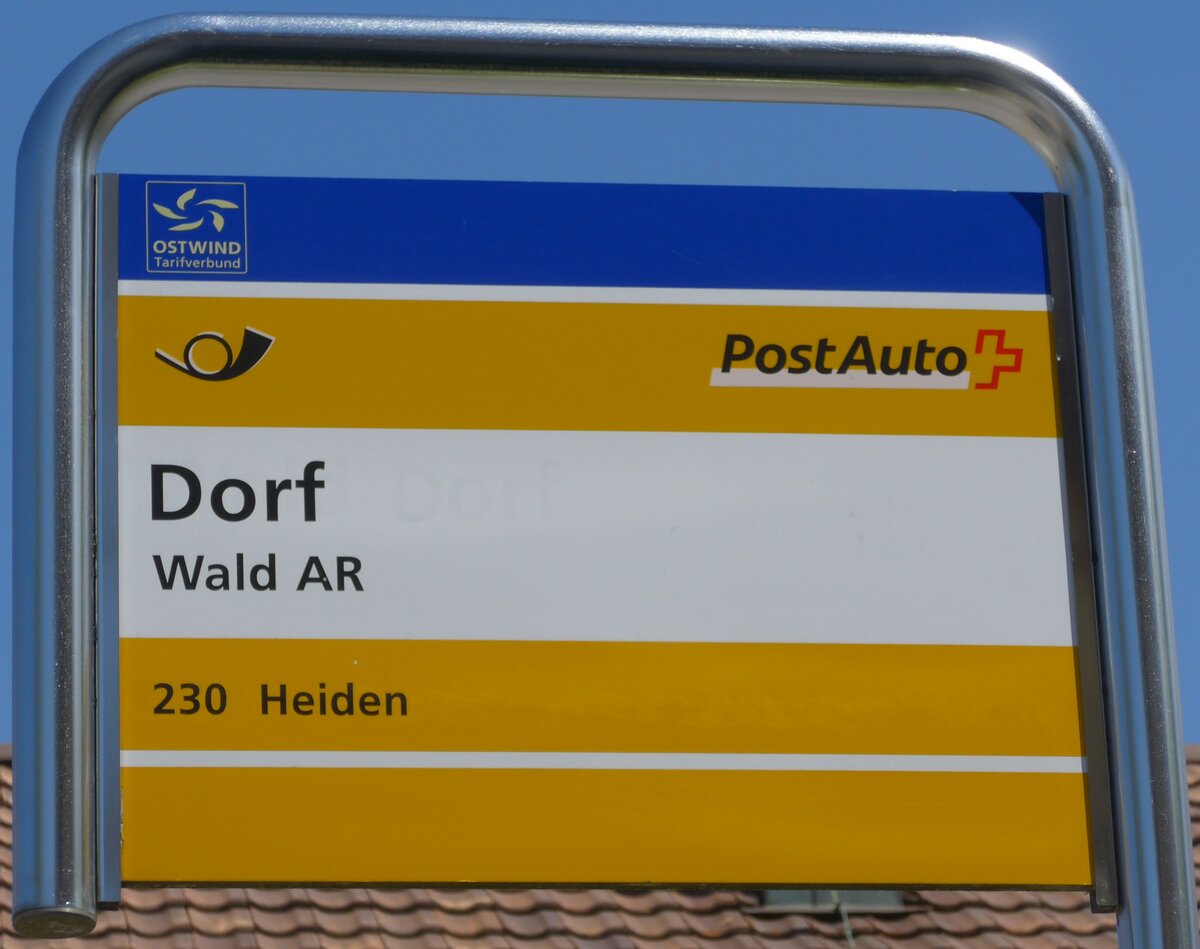 OSTWIND
Tarifverbund
PostAuto
Dorf
Wald AR
230 Heiden